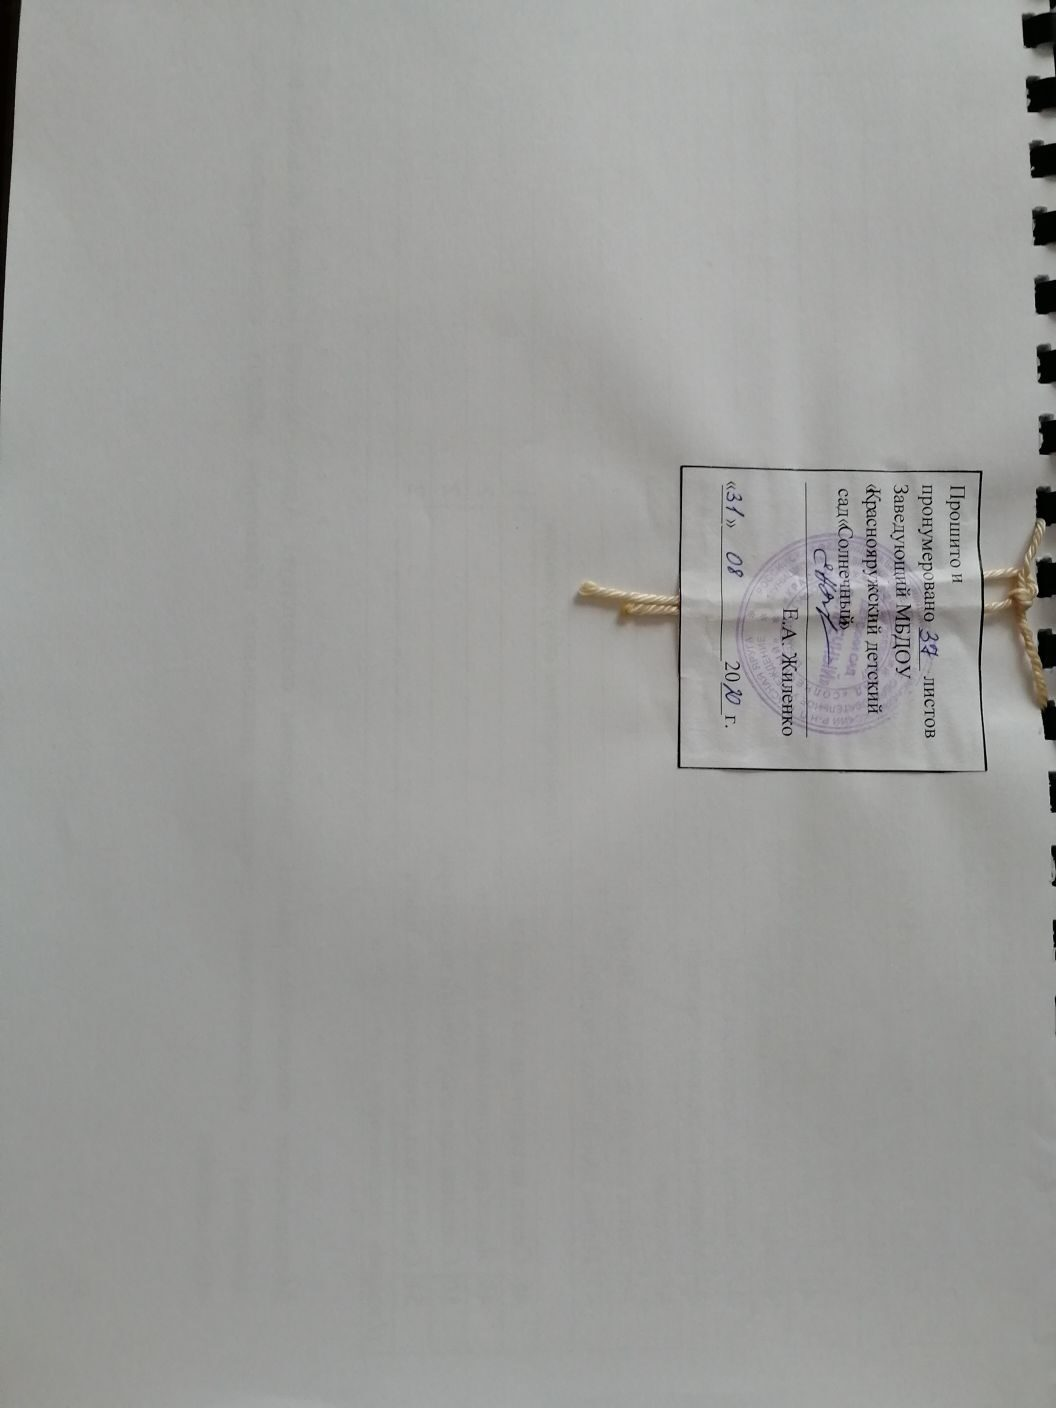 Прошито и
пронумеровано 37 листов
Заведующий МБДОУ
«Краснояружский детский
сад«Солнечный»
Е.А. Жиленко
«31» 08 2020 г.